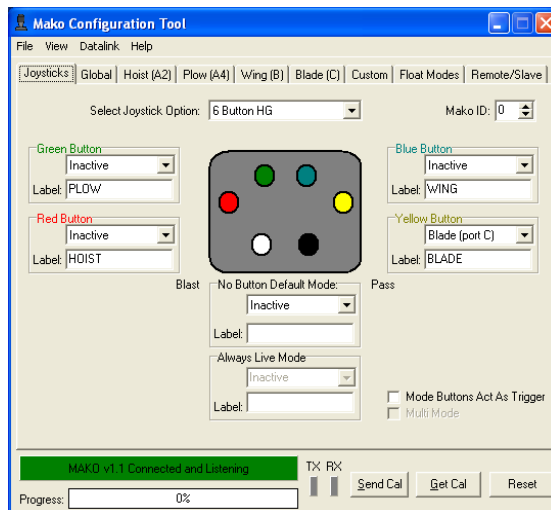 Mako Configuration Tool
File View Datalink Help
Joysticks Global Hoist (A2) Plow (A4) Wing (B) Blade (C) Custom Float Modes Remote/Slave
Select Joystick Option: 6 Button HG Mako ID: 0
Green Button
Inactive
Label: PLOW
Blue Button
Inactive
Label: WING
Red Button
Inactive
Label: HOIST
Yellow Button
Blade (port C)
Label: BLADE
Blast No Button Default Mode: Pass
Inactive
Label:
Always Live Mode
Inactive
Label:
Mode Buttons Act As Trigger
Multi Mode
MAKO v1.1 Connected and Listening TX RX
Send Cal Get Cal Reset
Progress: 0%